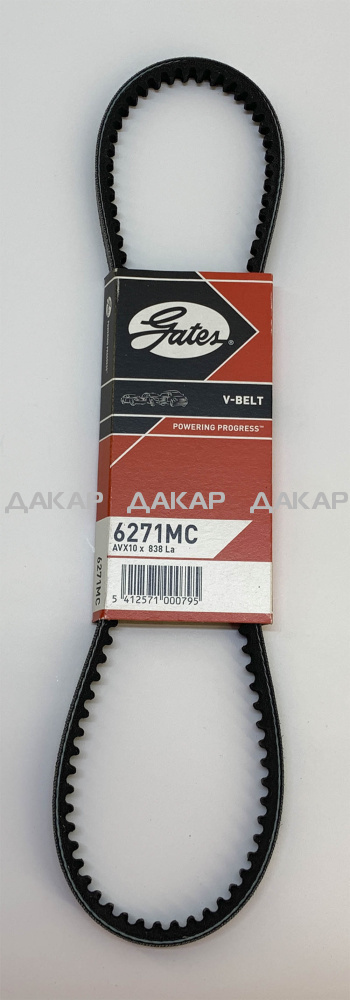 Gates®
V-BELT
POWERING PROGRESS™
ДАКАР ДАКАР ДАКАР
6271MC
AVX10 x 838 La
5 412571 000795
6271MC